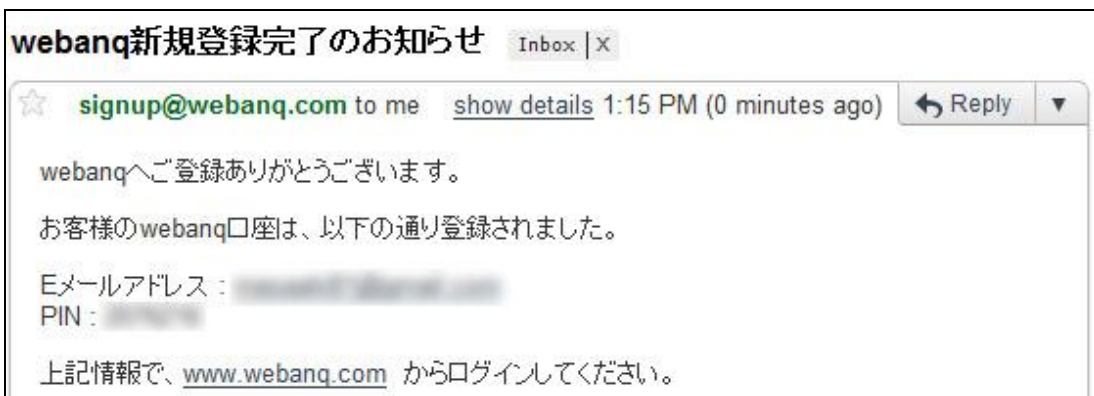 webanq新規登録完了のお知らせ Inbox | X
signup@webanq.com to me show details 1:15 PM (0 minutes ago) Reply
webanqへご登録ありがとうございます。
お客様のwebanq口座は、以下の通り登録されました。
Eメールアドレス :
PIN :
上記情報で、www.webanq.com からログインしてください。